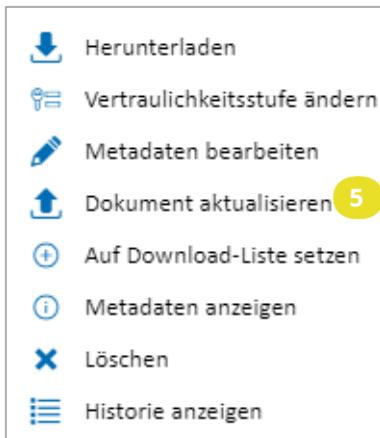 Herunterladen
Vertraulichkeitsstufe ändern
Metadaten bearbeiten
Dokument aktualisieren 5
Auf Download-Liste setzen
Metadaten anzeigen
Löschen
Historie anzeigen